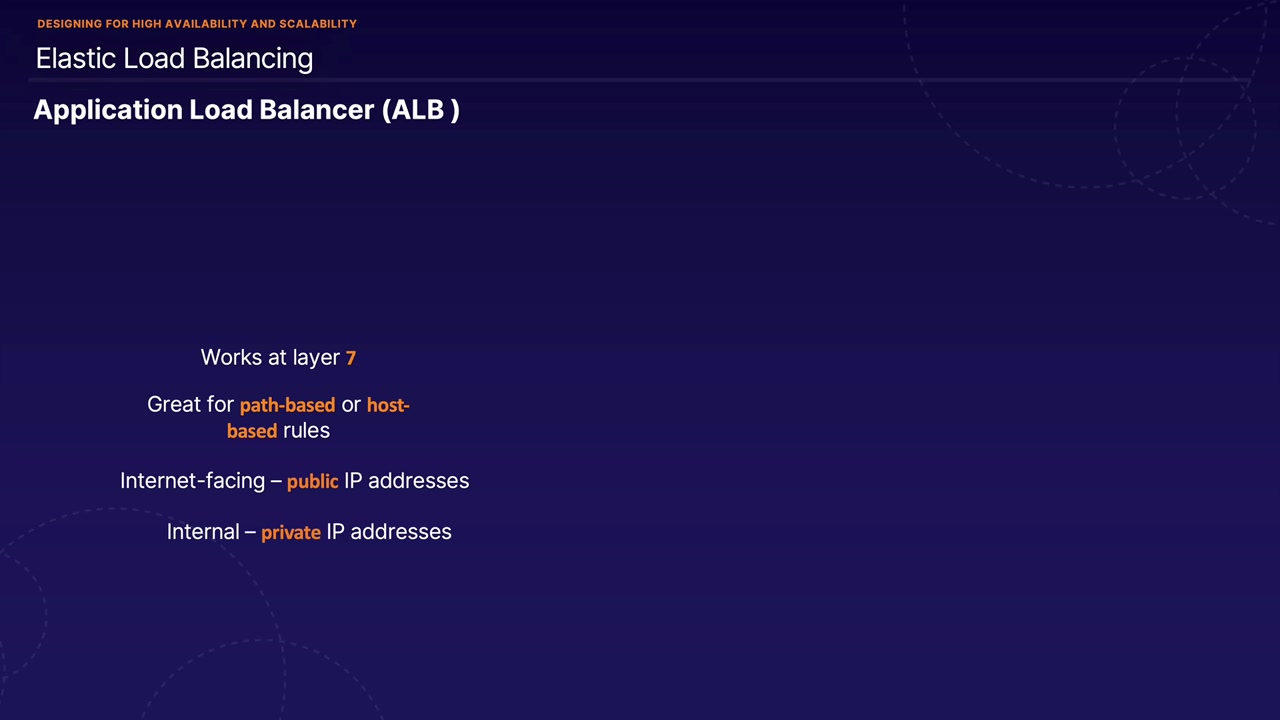 DESIGNING FOR HIGH AVAILABILITY AND SCALABILITY
Elastic Load Balancing
Application Load Balancer (ALB )
Works at layer 7
Great for path-based or host-
based rules
Internet-facing – public IP addresses
Internal – private IP addresses